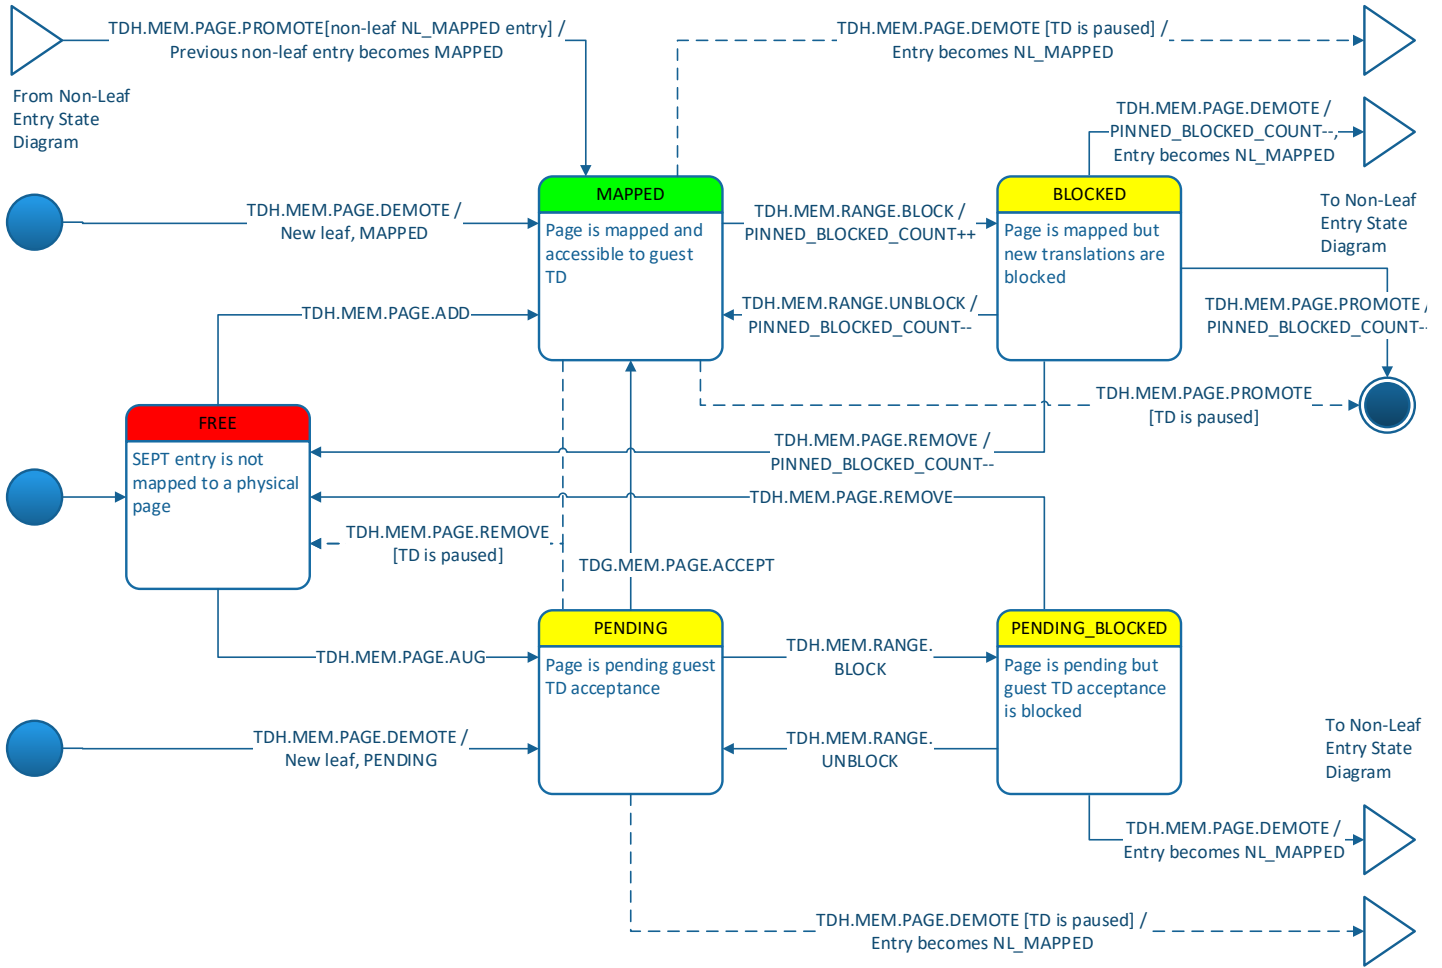 TDH.MEM.PAGE.PROMOTE[non-leaf NL_MAPPED entry] /
Previous non-leaf entry becomes MAPPED
TDH.MEM.PAGE.DEMOTE [TD is paused] /
Entry becomes NL_MAPPED
From Non-Leaf
Entry State
Diagram
TDH.MEM.PAGE.DEMOTE /
PINNED_BLOCKED_COUNT--,
Entry becomes NL_MAPPED
To Non-Leaf
Entry State
Diagram
TDH.MEM.PAGE.DEMOTE /
New leaf, MAPPED
MAPPED
Page is mapped and
accessible to guest
TD
TDH.MEM.RANGE.BLOCK /
PINNED_BLOCKED_COUNT++
BLOCKED
Page is mapped but
new translations are
blocked
TDH.MEM.PAGE.ADD
TDH.MEM.RANGE.UNBLOCK /
PINNED_BLOCKED_COUNT--
TDH.MEM.PAGE.PROMOTE /
PINNED_BLOCKED_COUNT-
TDH.MEM.PAGE.PROMOTE
[TD is paused]
FREE
SEPT entry is not
mapped to a physical
page
TDH.MEM.PAGE.REMOVE /
PINNED_BLOCKED_COUNT--
TDH.MEM.PAGE.REMOVE
TDH.MEM.PAGE.REMOVE
[TD is paused]
TDG.MEM.PAGE.ACCEPT
TDH.MEM.PAGE.AUG
PENDING
Page is pending guest
TD acceptance
TDH.MEM.RANGE.
BLOCK
PENDING_BLOCKED
Page is pending but
guest TD acceptance
is blocked
TDH.MEM.PAGE.DEMOTE /
New leaf, PENDING
TDH.MEM.RANGE.
UNBLOCK
To Non-Leaf
Entry State
Diagram
TDH.MEM.PAGE.DEMOTE /
Entry becomes NL_MAPPED
TDH.MEM.PAGE.DEMOTE [TD is paused] /
Entry becomes NL_MAPPED